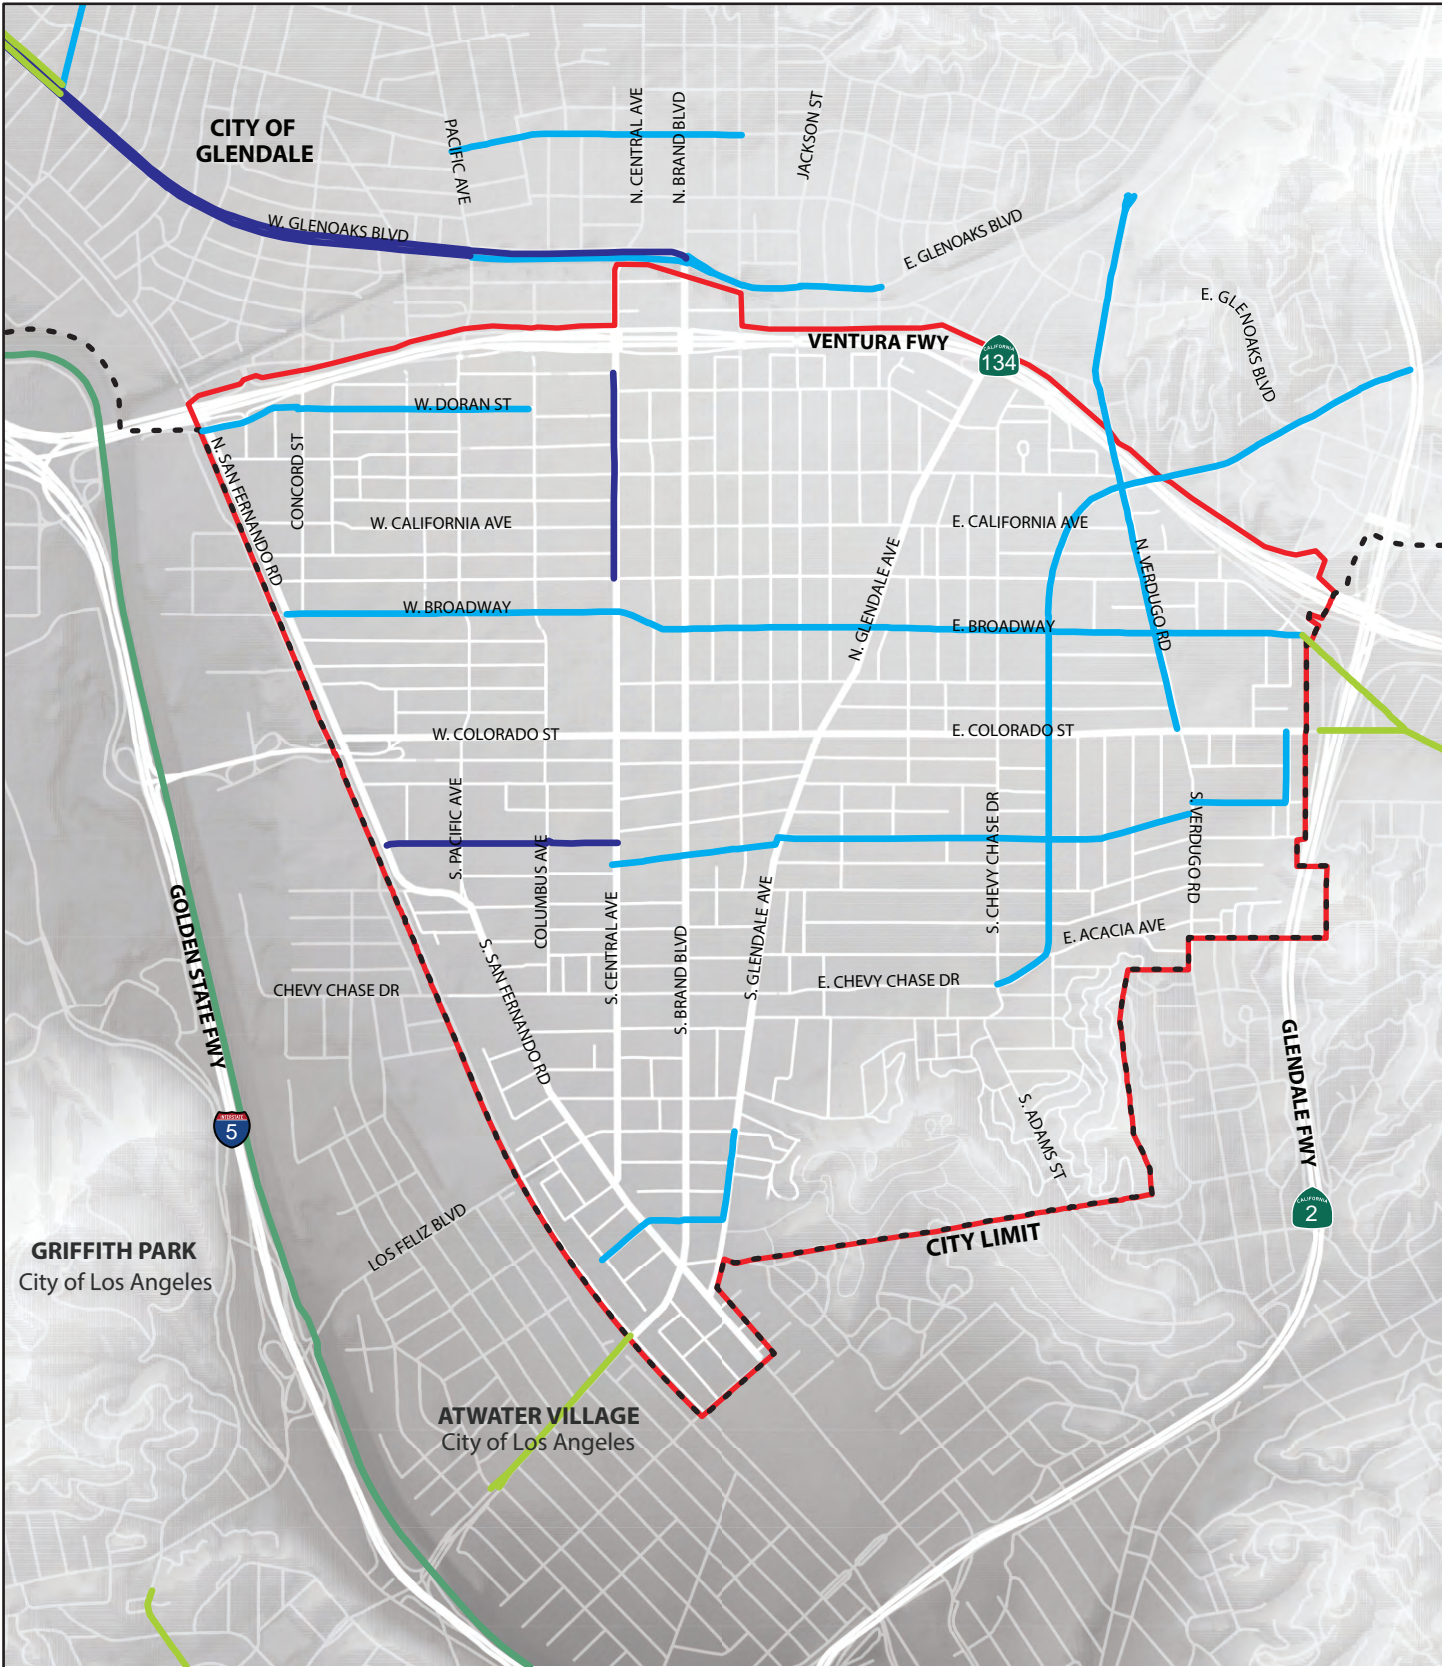 CITY OF
GLENDALE
PACIFIC AVE
N. CENTRAL AVE
N. BRAND BLVD
JACKSON ST
W. GLENOAKS BLVD
E. GLENOAKS BLVD
E. GLENOAKS BLVD
VENTURA FWY
CALIFORNIA
134
W. DORAN ST
N. SAN FERNANDO RD
CONCORD ST
W. CALIFORNIA AVE
E. CALIFORNIA AVE
N. GLENDALE AVE
N. VERDUGO RD
W. BROADWAY
E. BROADWAY
W. COLORADO ST
E. COLORADO ST
S. PACIFIC AVE
COLUMBUS AVE
S. CHEVY CHASE DR
S. VERDUGO RD
GOLDEN STATE FWY
S. CENTRAL AVE
S. BRAND BLVD
S. GLENDALE AVE
E. ACACIA AVE
S. SAN FERNANDO RD
CHEVY CHASE DR
E. CHEVY CHASE DR
GLENDALE FWY
INTERSTATE
5
S. ADAMS ST
CALIFORNIA
2
LOS FELIZ BLVD
CITY LIMIT
GRIFFITH PARK
City of Los Angeles
ATWATER VILLAGE
City of Los Angeles